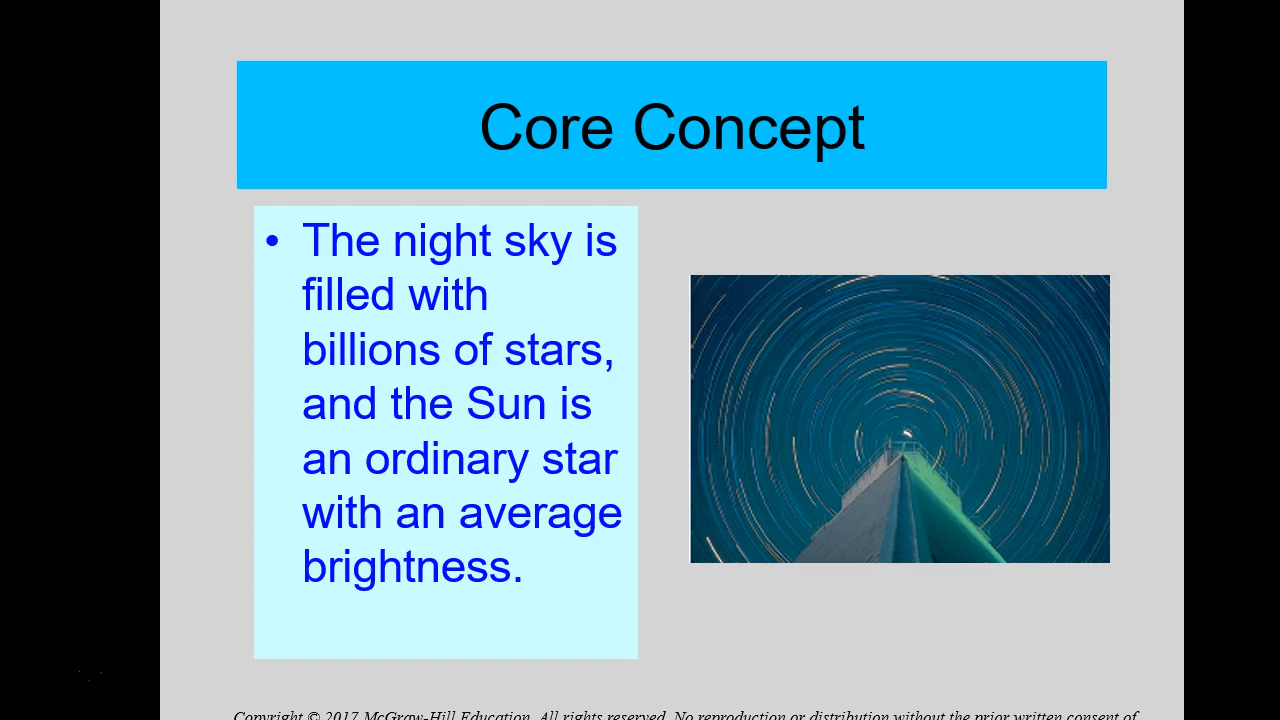 Core Concept
• The night sky is
filled with
billions of stars,
and the Sun is
an ordinary star
with an average
brightness.
Copyright © 2017 McGraw-Hill Education. All rights reserved. No reproduction or distribution without the prior written consent of